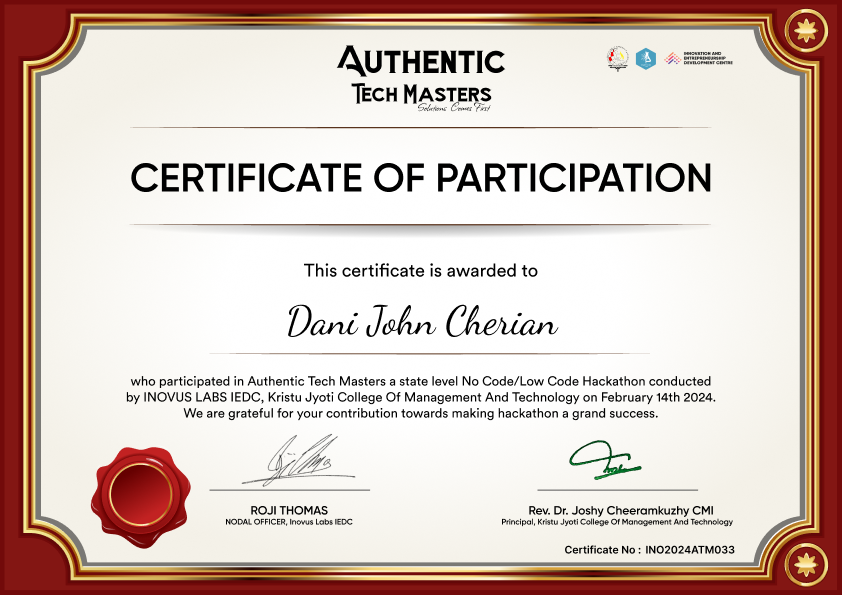 AUTHENTIC
TECH MASTERS
Solutions Comes First
INNOVATION AND
ENTREPRENEURSHIP
DEVELOPMENT CENTRE
CERTIFICATE OF PARTICIPATION
This certificate is awarded to
Dani John Cherian
who participated in Authentic Tech Masters a state level No Code/Low Code Hackathon conducted
by INOVUS LABS IEDC, Kristu Jyoti College Of Management And Technology on February 14th 2024.
We are grateful for your contribution towards making hackathon a grand success.
ROJI THOMAS
NODAL OFFICER, Inovus Labs IEDC
Rev. Dr. Joshy Cheeramkuzhy CMI
Principal, Kristu Jyoti College Of Management And Technology
Certificate No : INO2024ATM033